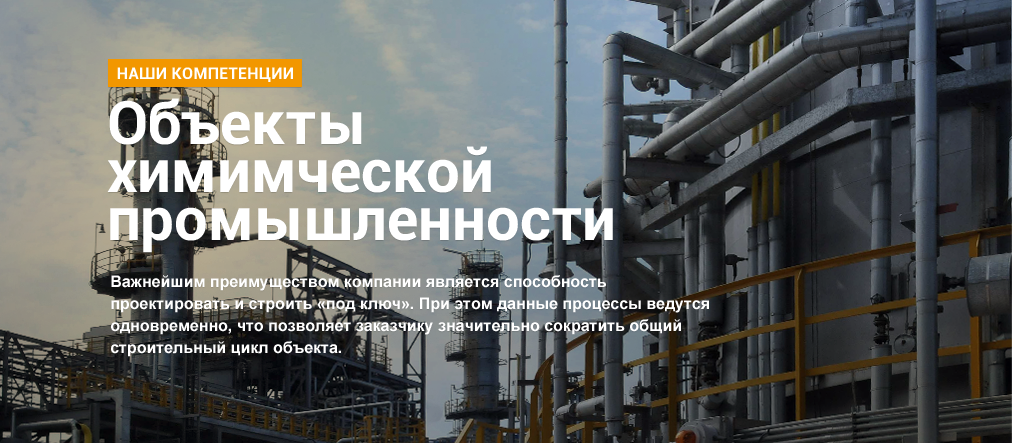 НАШИ КОМПЕТЕНЦИИ
Объекты
химимческой
промышленности
Важнейшим преимуществом компании является способность
проектировать и строить «под ключ». При этом данные процессы ведутся
одновременно, что позволяет заказчику значительно сократить общий
строительный цикл объекта.